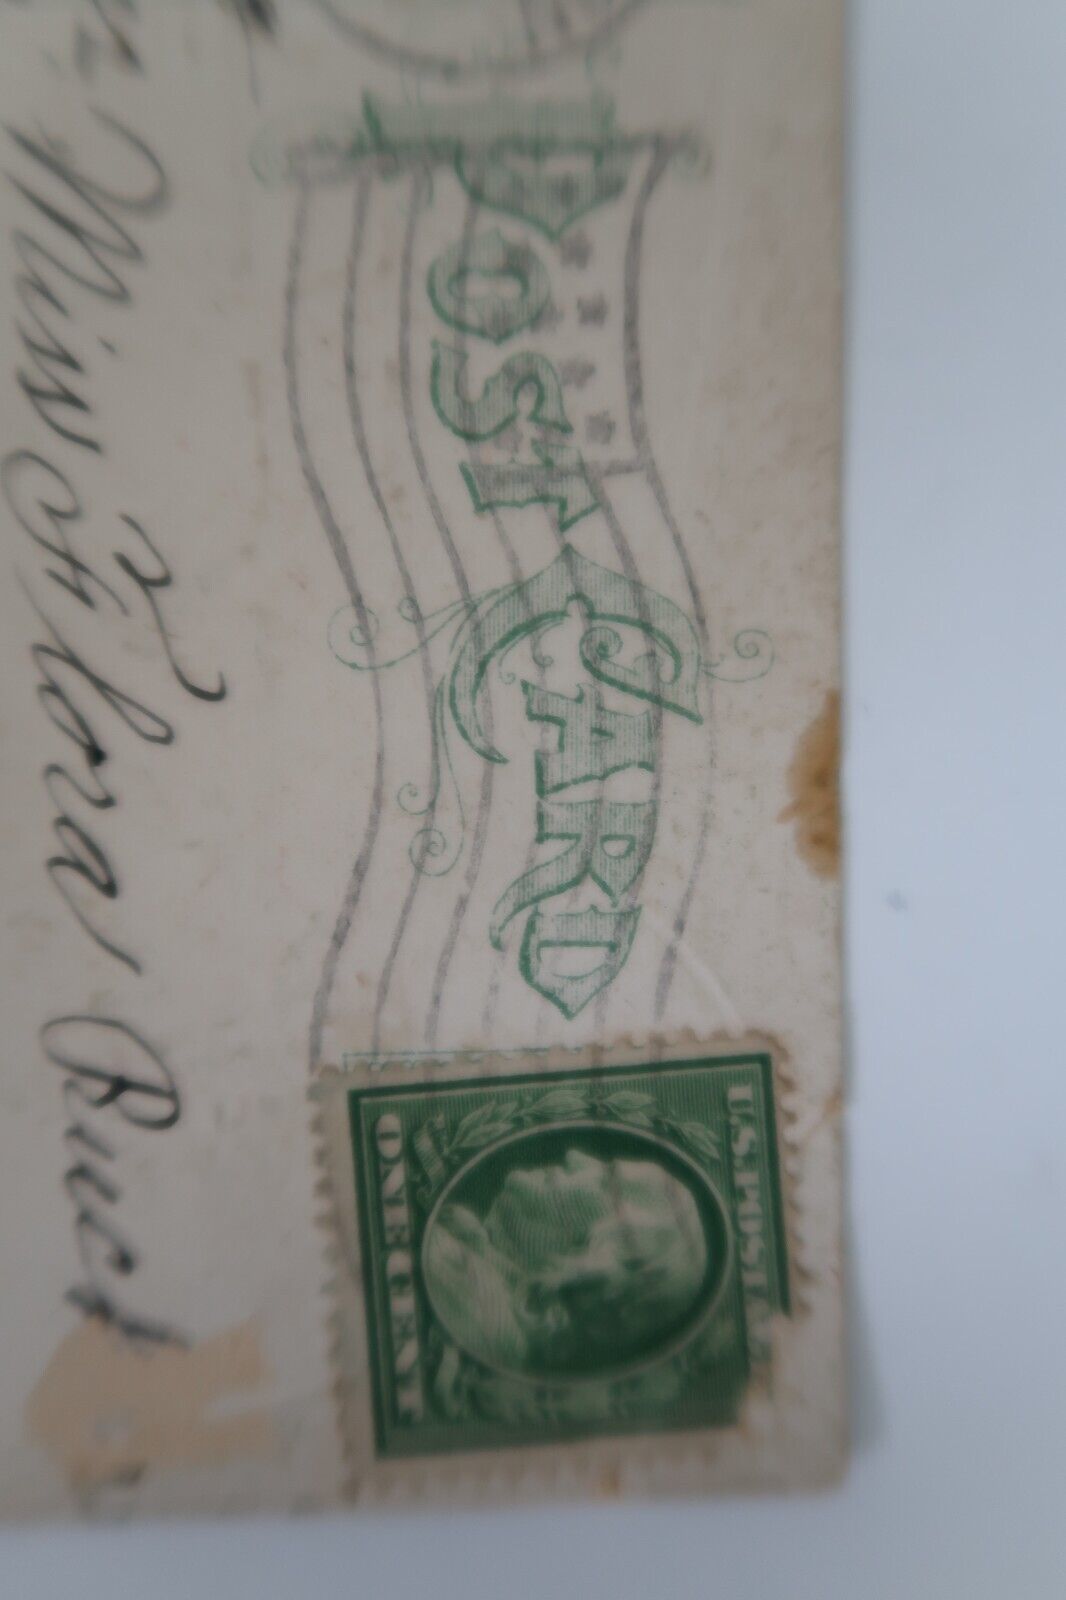 POST CARD
U.S. POSTAGE
ONE CENT
Miss Flora